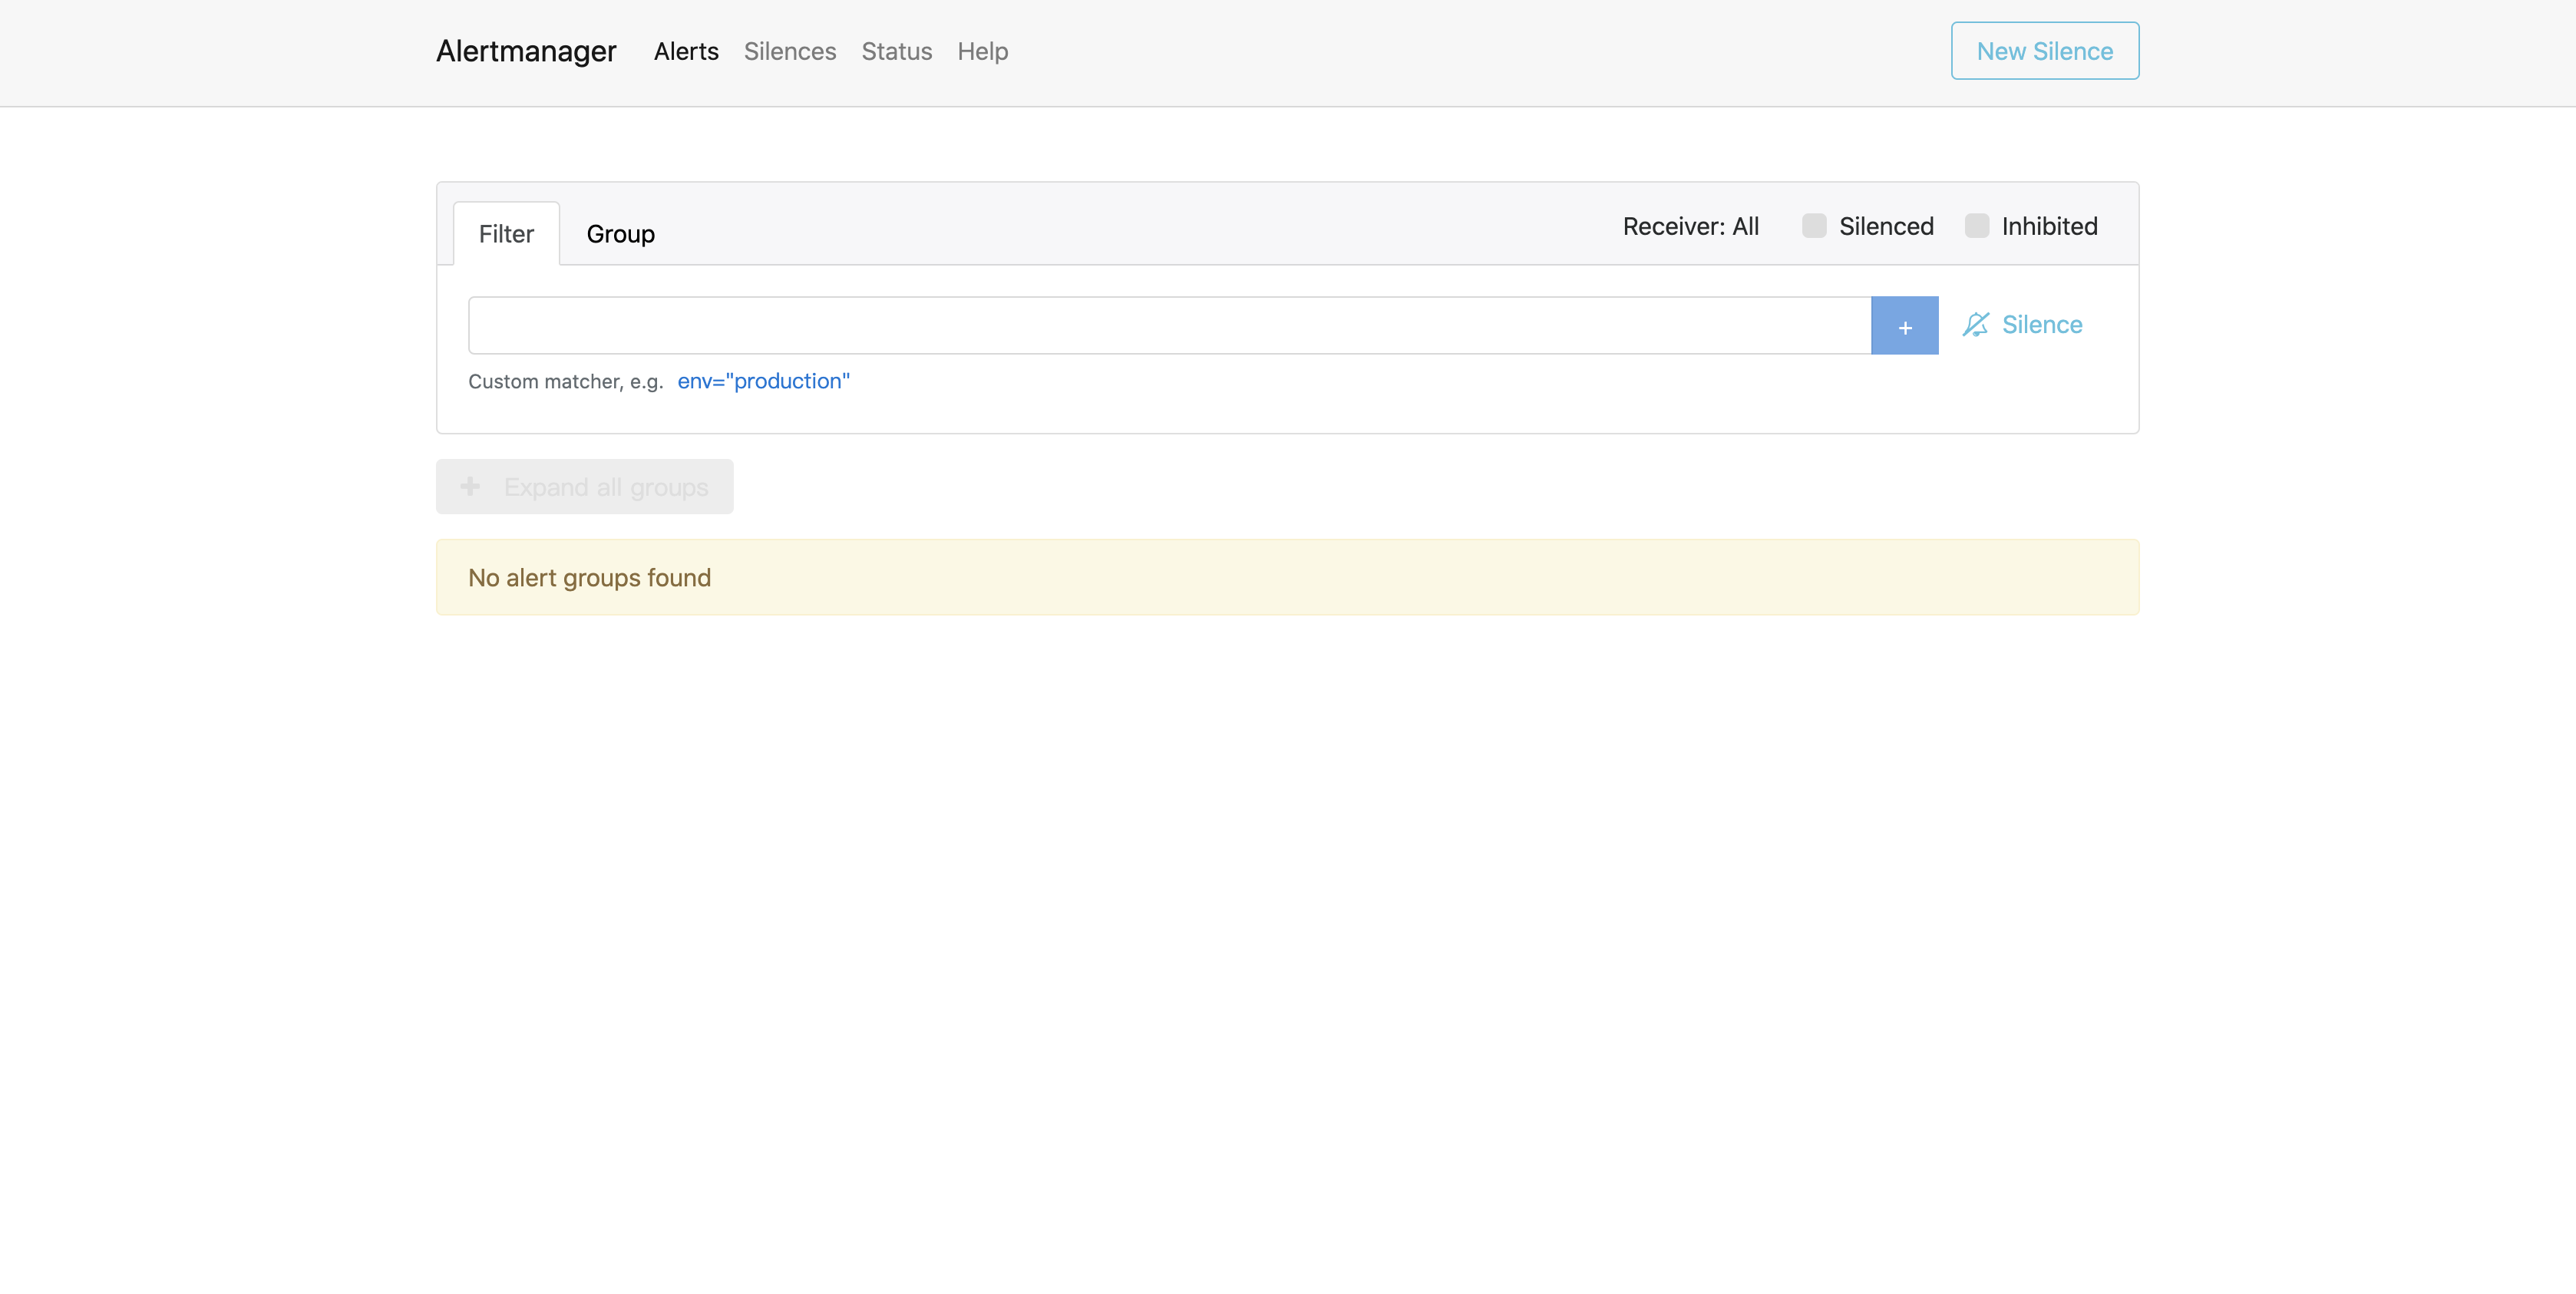 Alertmanager Alerts Silences Status Help New Silence
Filter Group Receiver: All Silenced Inhibited
+ Silence
Custom matcher, e.g. env="production"
+ Expand all groups
No alert groups found